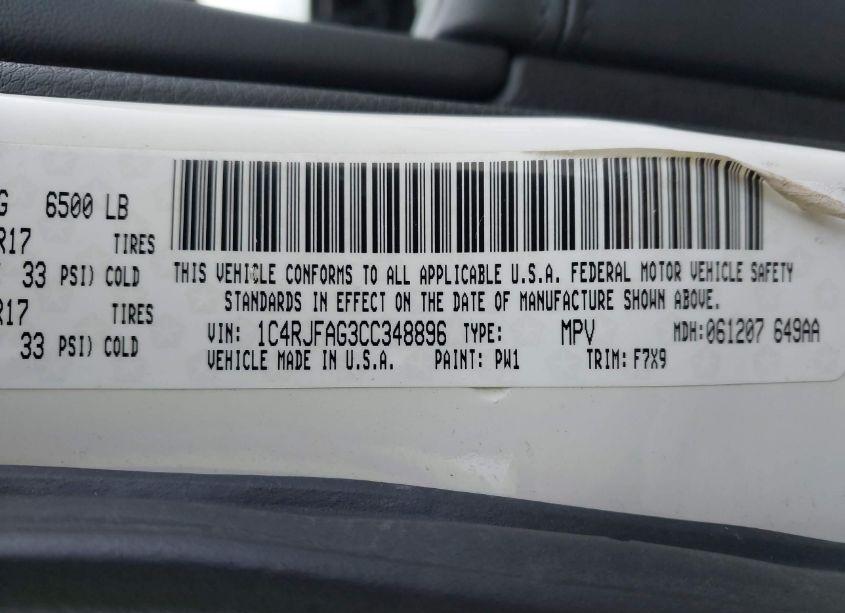 G 6500 LB
R17 TIRES
33 PSI) COLD
R17 TIRES
33 PSI) COLD
THIS VEHICLE CONFORMS TO ALL APPLICABLE U.S.A. FEDERAL MOTOR VEHICLE SAFETY
STANDARDS IN EFFECT ON THE DATE OF MANUFACTURE SHOWN ABOVE.
VIN: 1C4RJFAG3CC348896 TYPE: MPV MDH:061207 649AA
VEHICLE MADE IN U.S.A. PAINT: PW1 TRIM: F7X9